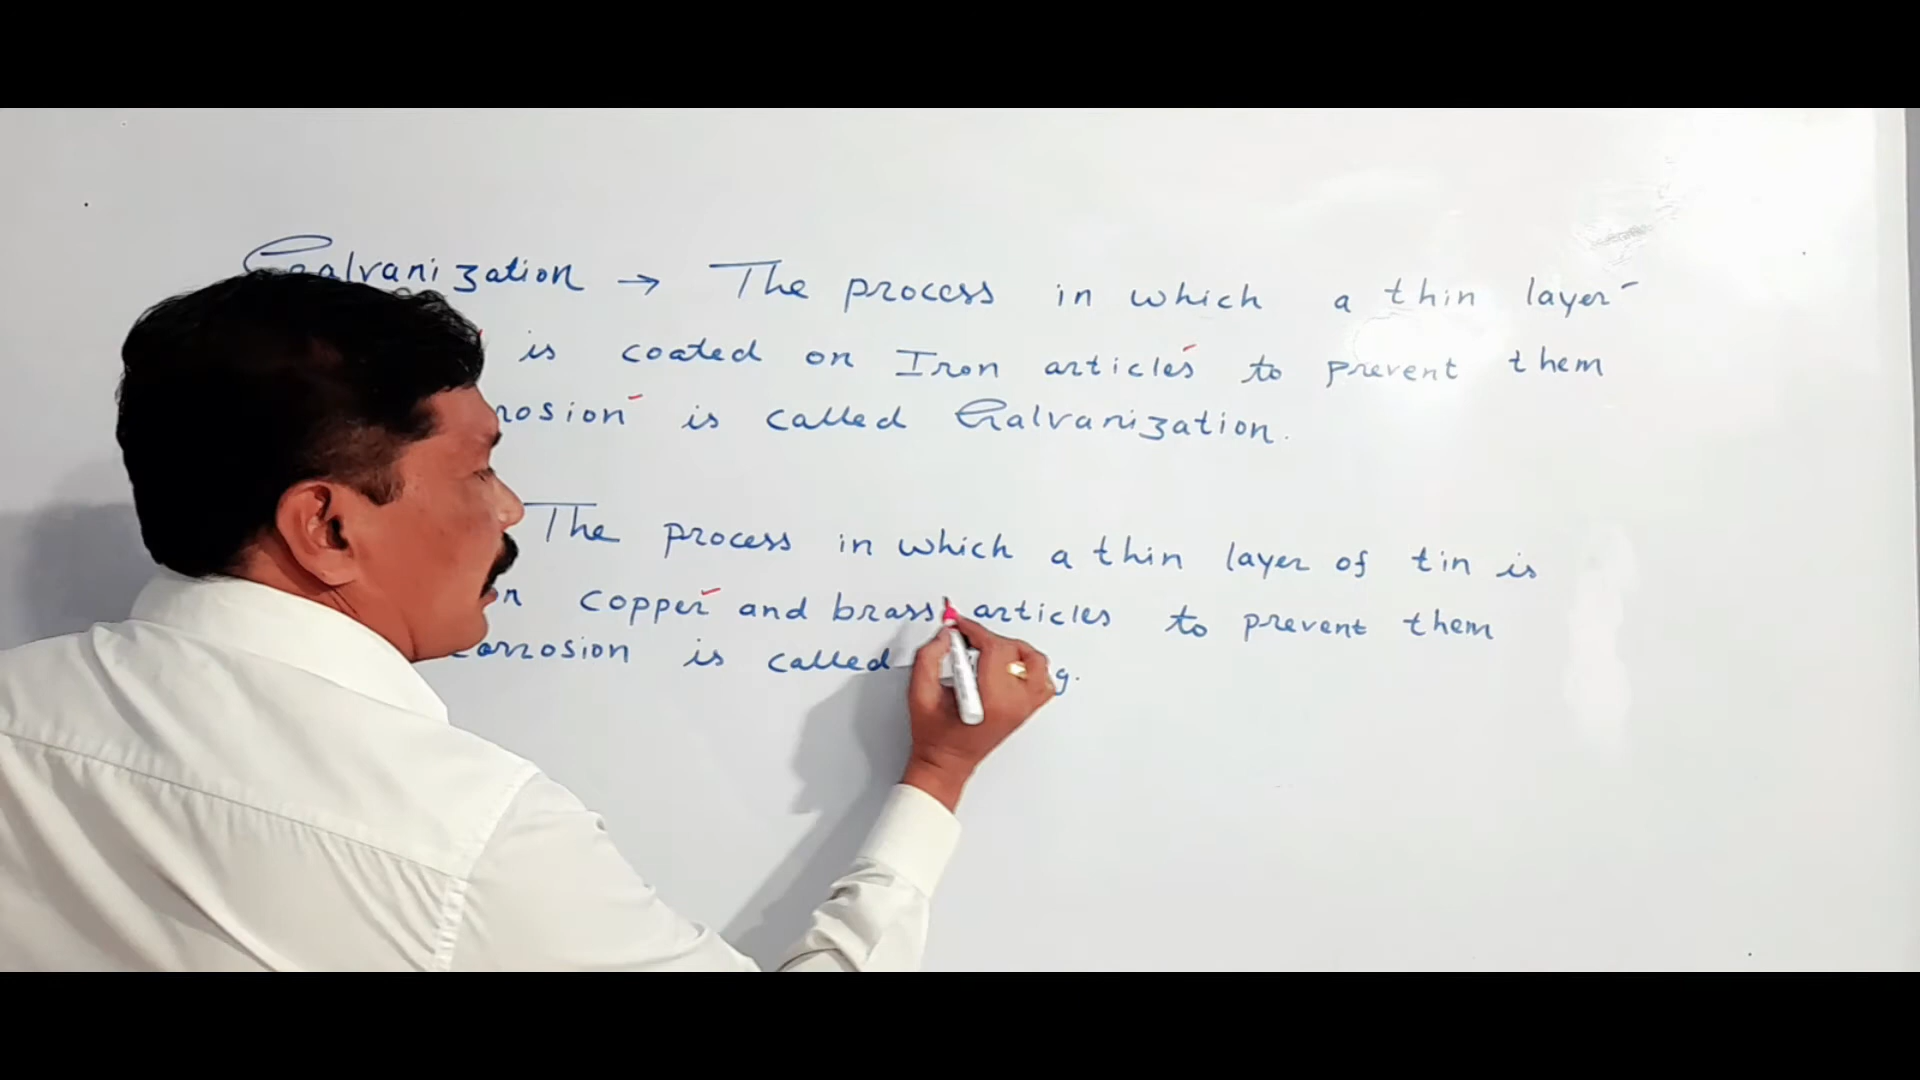 Galvanization → The process in which a thin layer
is coated on Iron articles to prevent them
is called Galvanization.
The process in which a thin layer of tin is
copper and brass articles to prevent them
corrosion is called